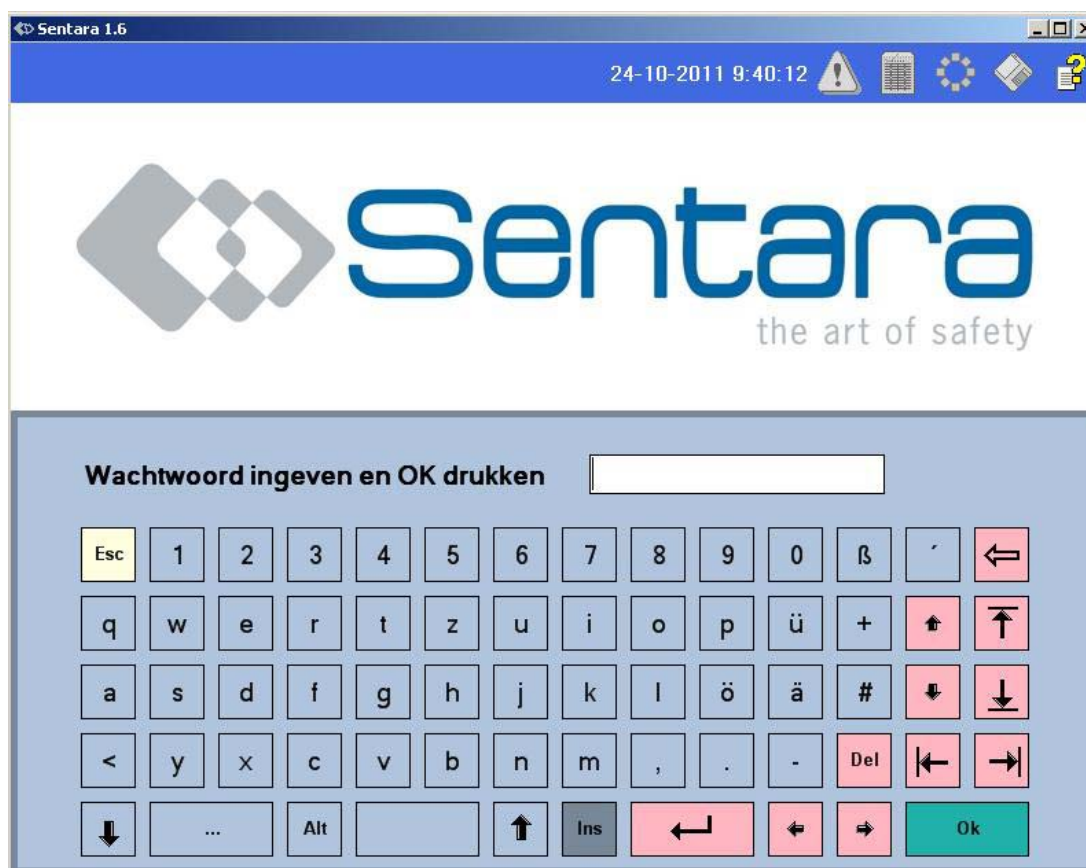 Sentara 1.6
24-10-2011 9:40:12
Sentara
the art of safety
Wachtwoord ingeven en OK drukken
Esc 1 2 3 4 5 6 7 8 9 0 ß ´
q w e r t z u i o p ü +
a s d f g h j k l ö ä #
< y x c v b n m , . - Del
... Alt Ins Ok